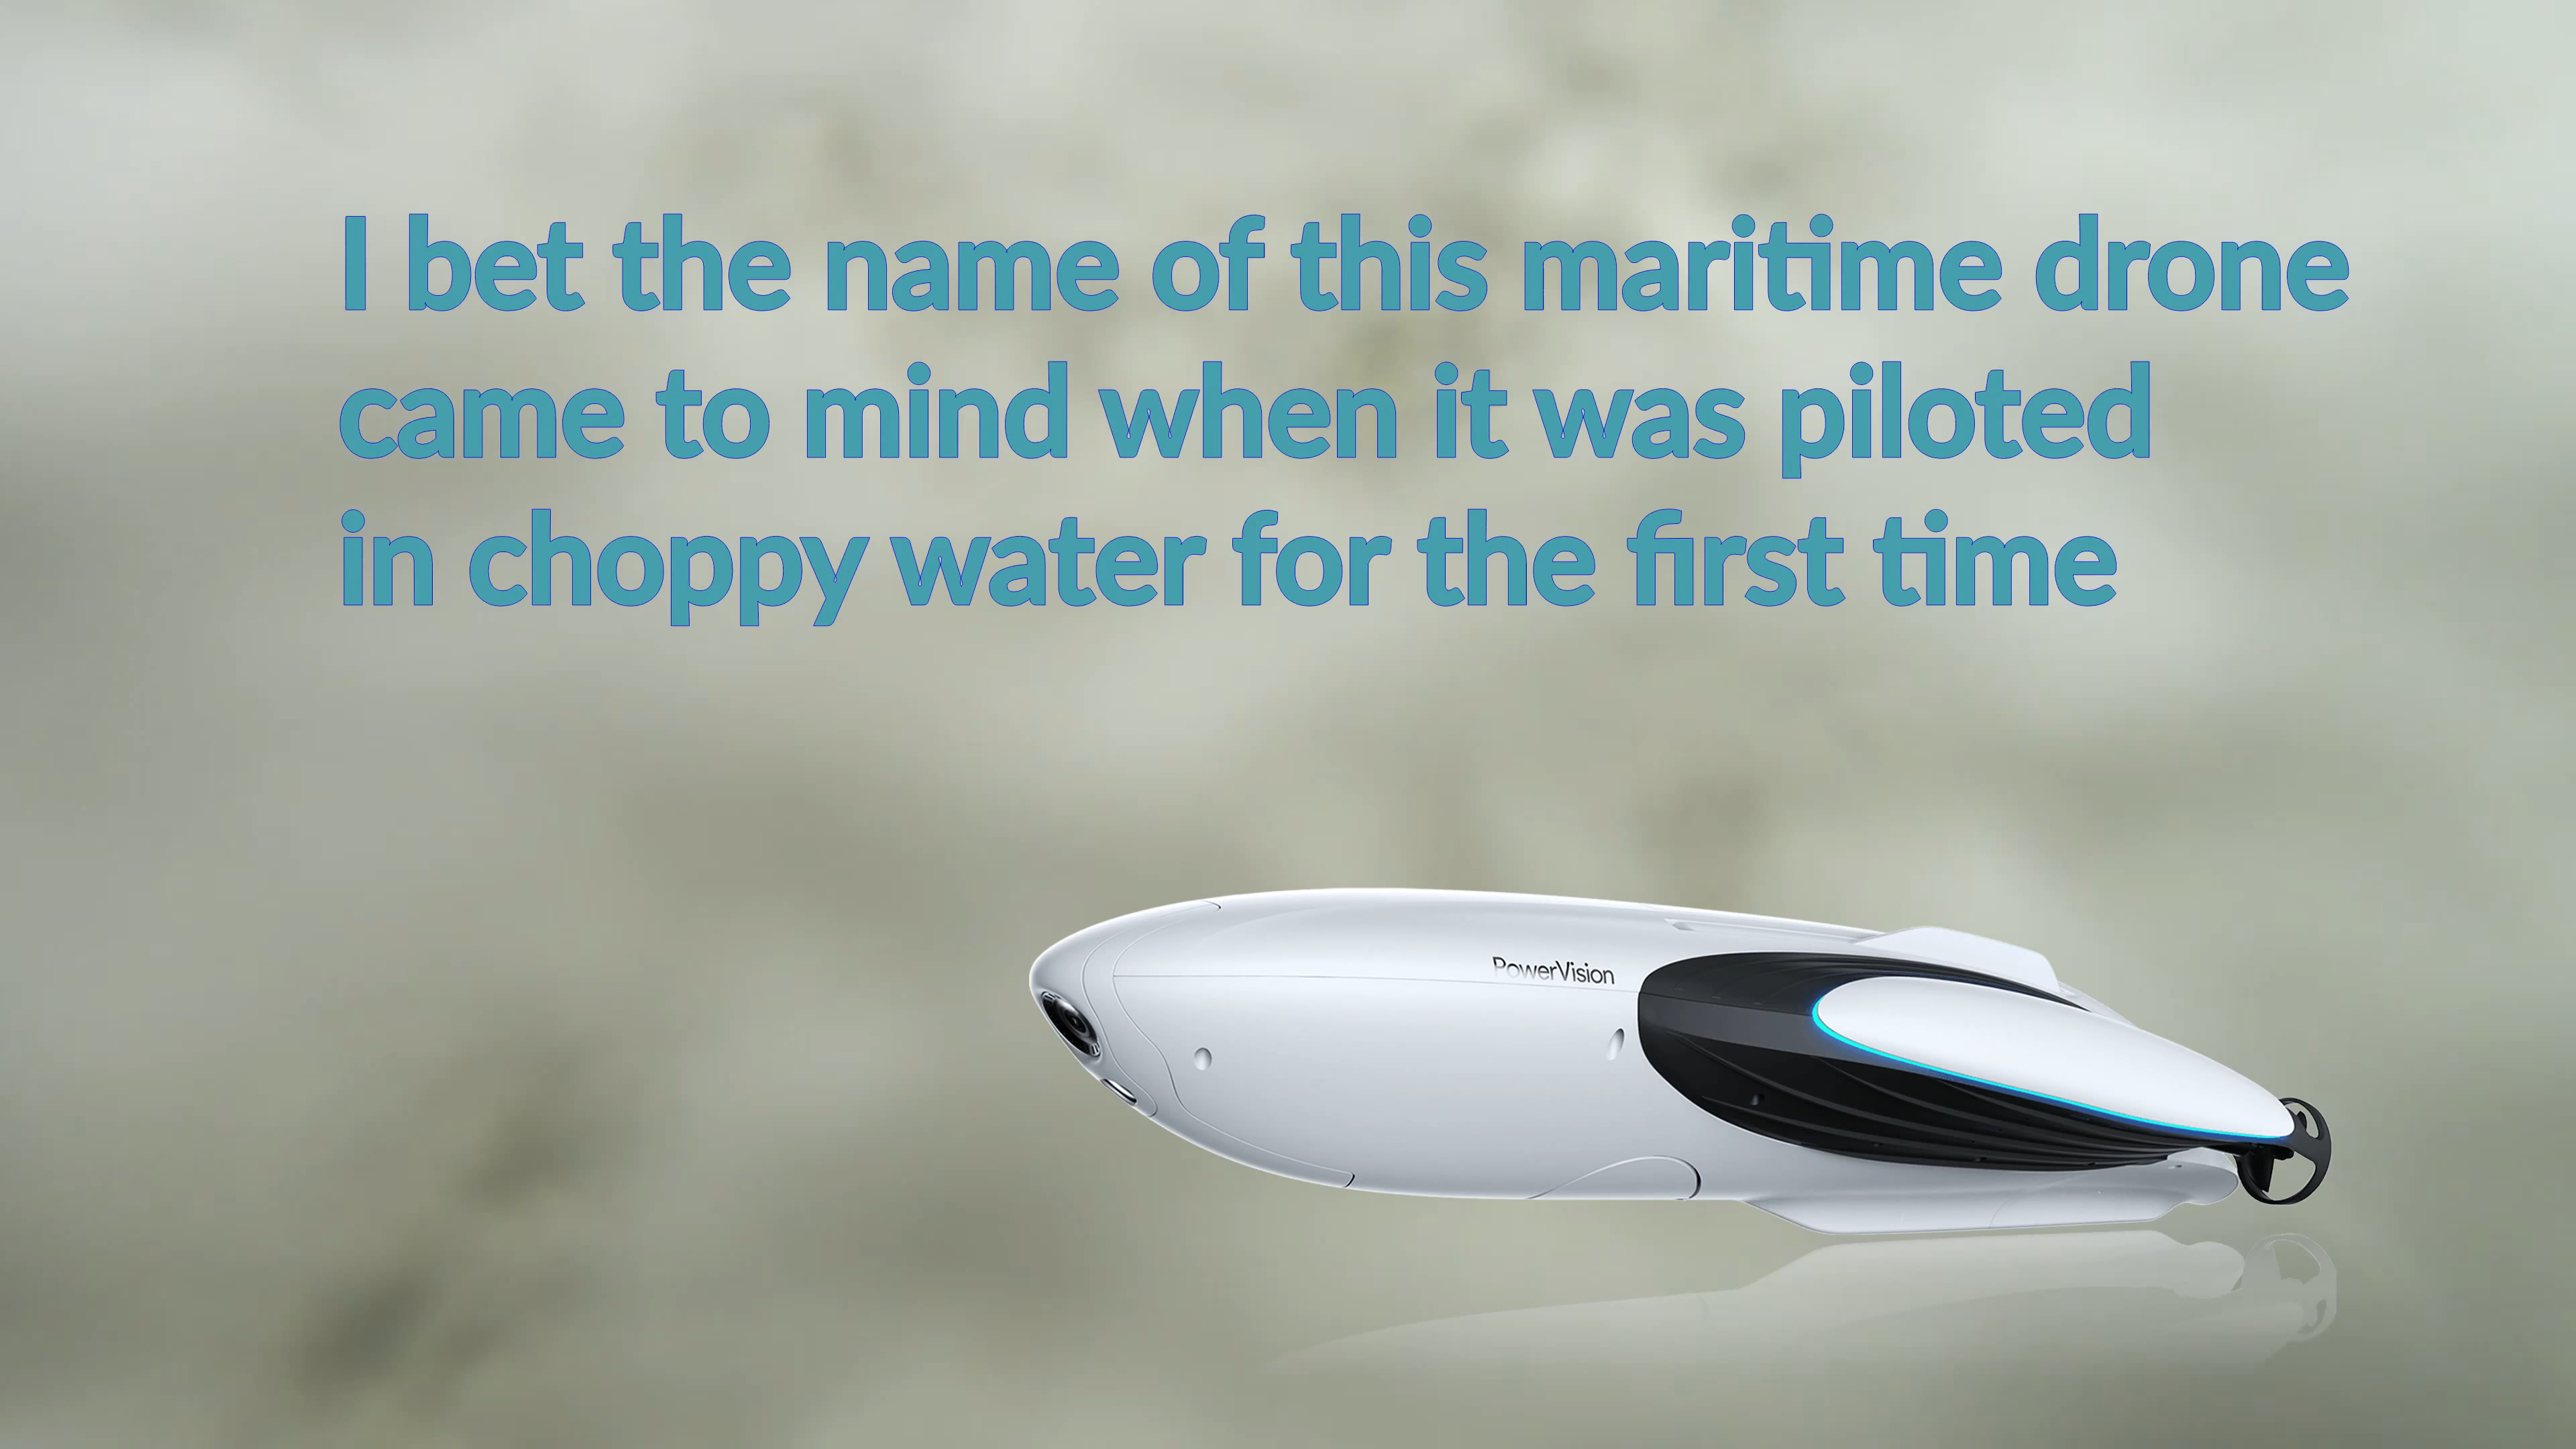 I bet the name of this maritime drone
came to mind when it was piloted
in choppy water for the first time
PowerVision